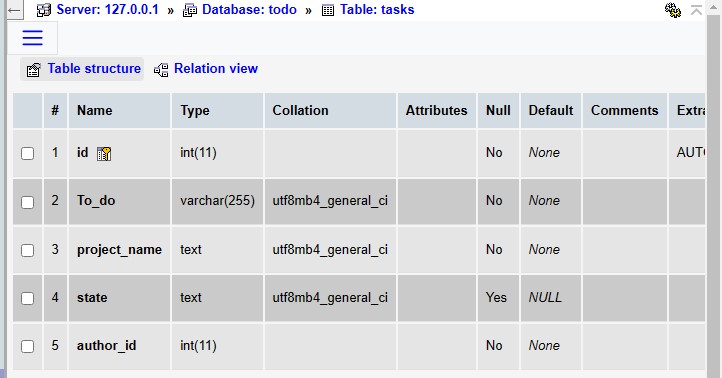 Server: 127.0.0.1 » Database: todo » Table: tasks
Table structure Relation view
# Name Type Collation Attributes Null Default Comments Extra
1 id int(11) No None AUTO
2 To_do varchar(255) utf8mb4_general_ci No None
3 project_name text utf8mb4_general_ci No None
4 state text utf8mb4_general_ci Yes NULL
5 author_id int(11) No None